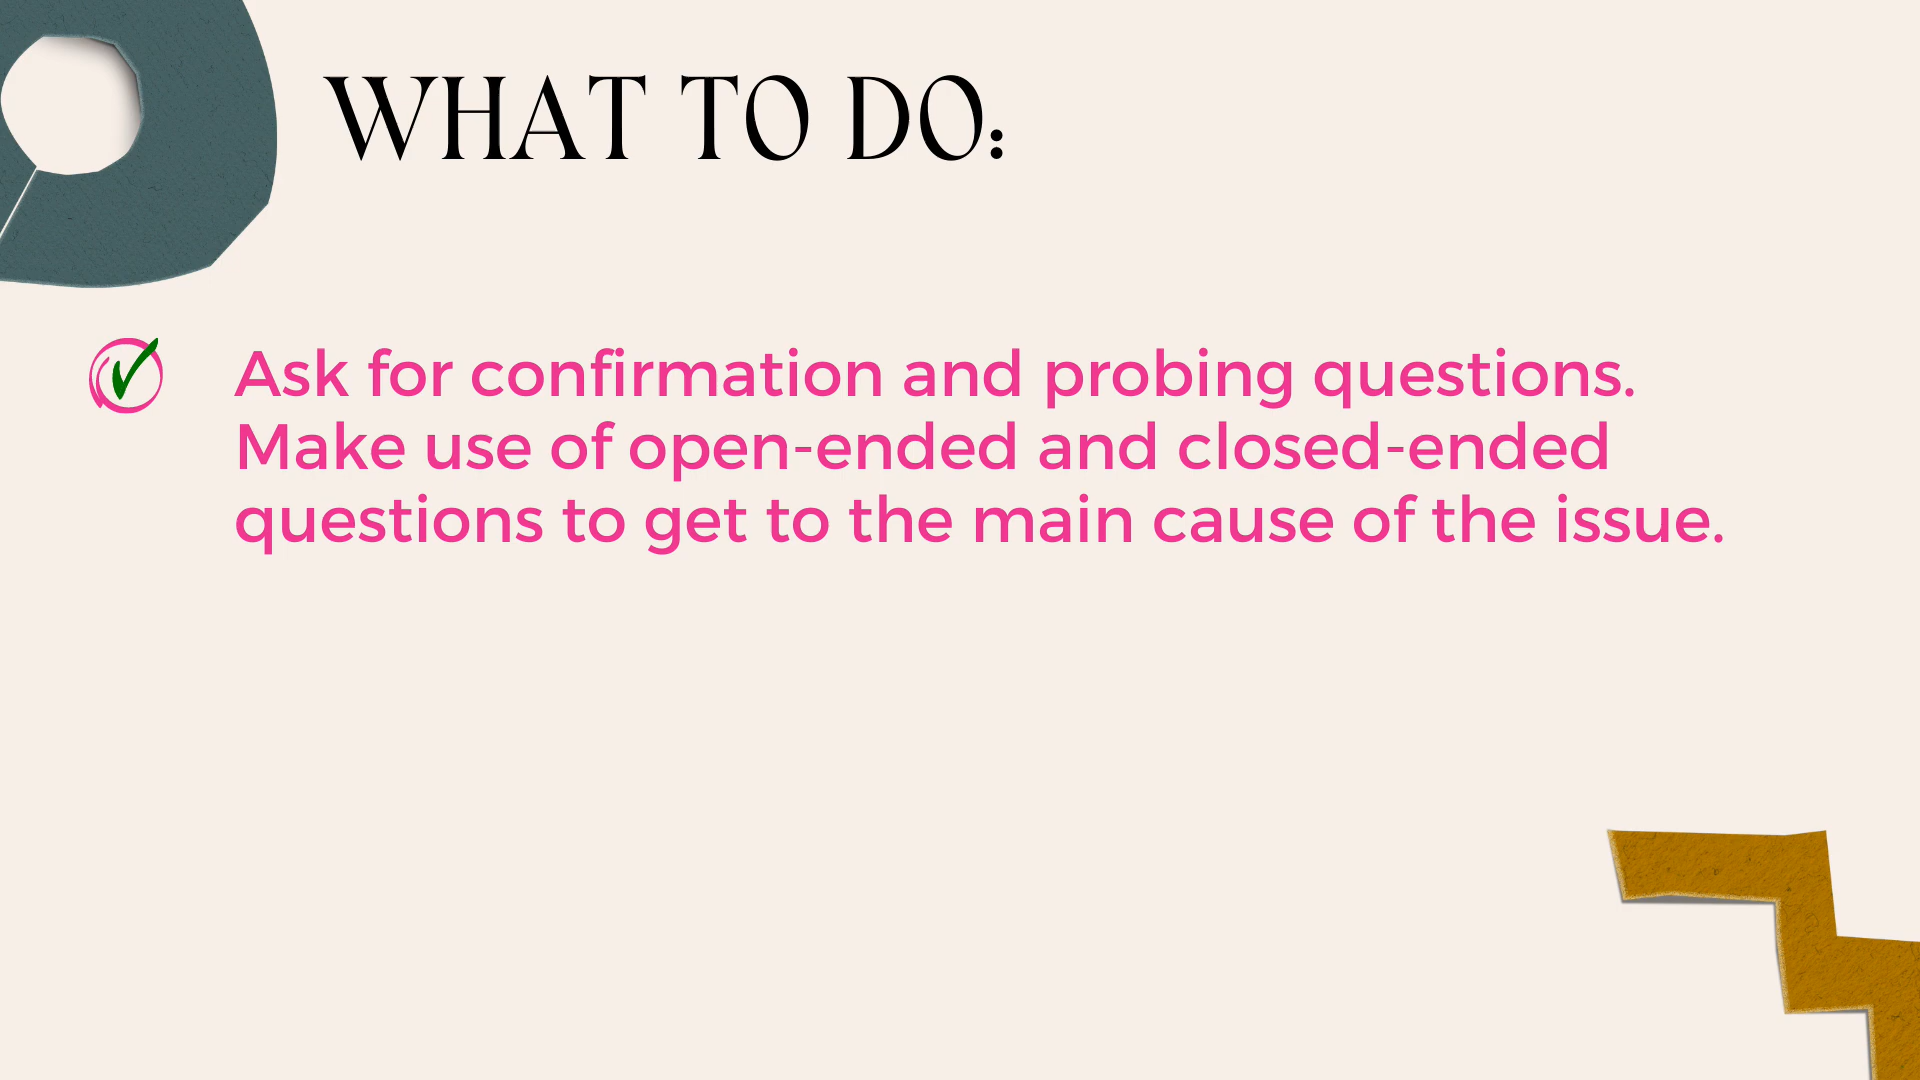 WHAT TO DO:
Ask for confirmation and probing questions.
Make use of open-ended and closed-ended
questions to get to the main cause of the issue.